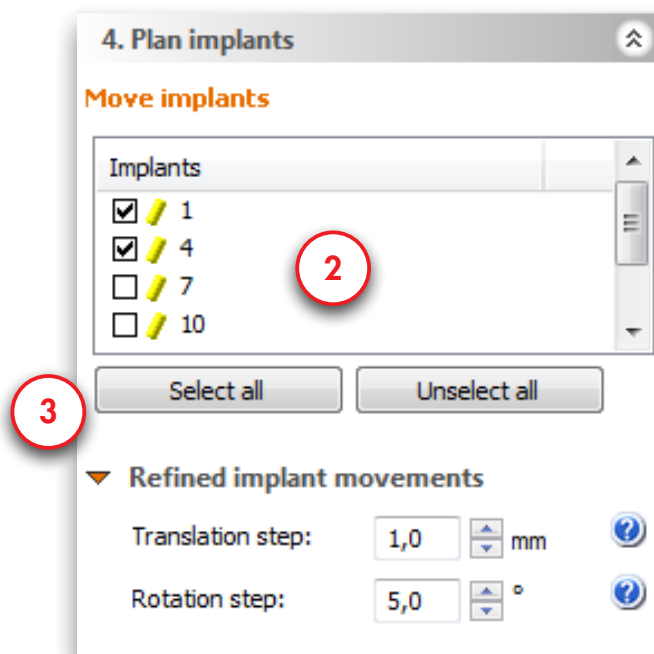 4. Plan implants
Move implants
Implants
1
4
2
7
10
Select all Unselect all
3
Refined implant movements
Translation step: 1,0 mm ?
Rotation step: 5,0 ° ?